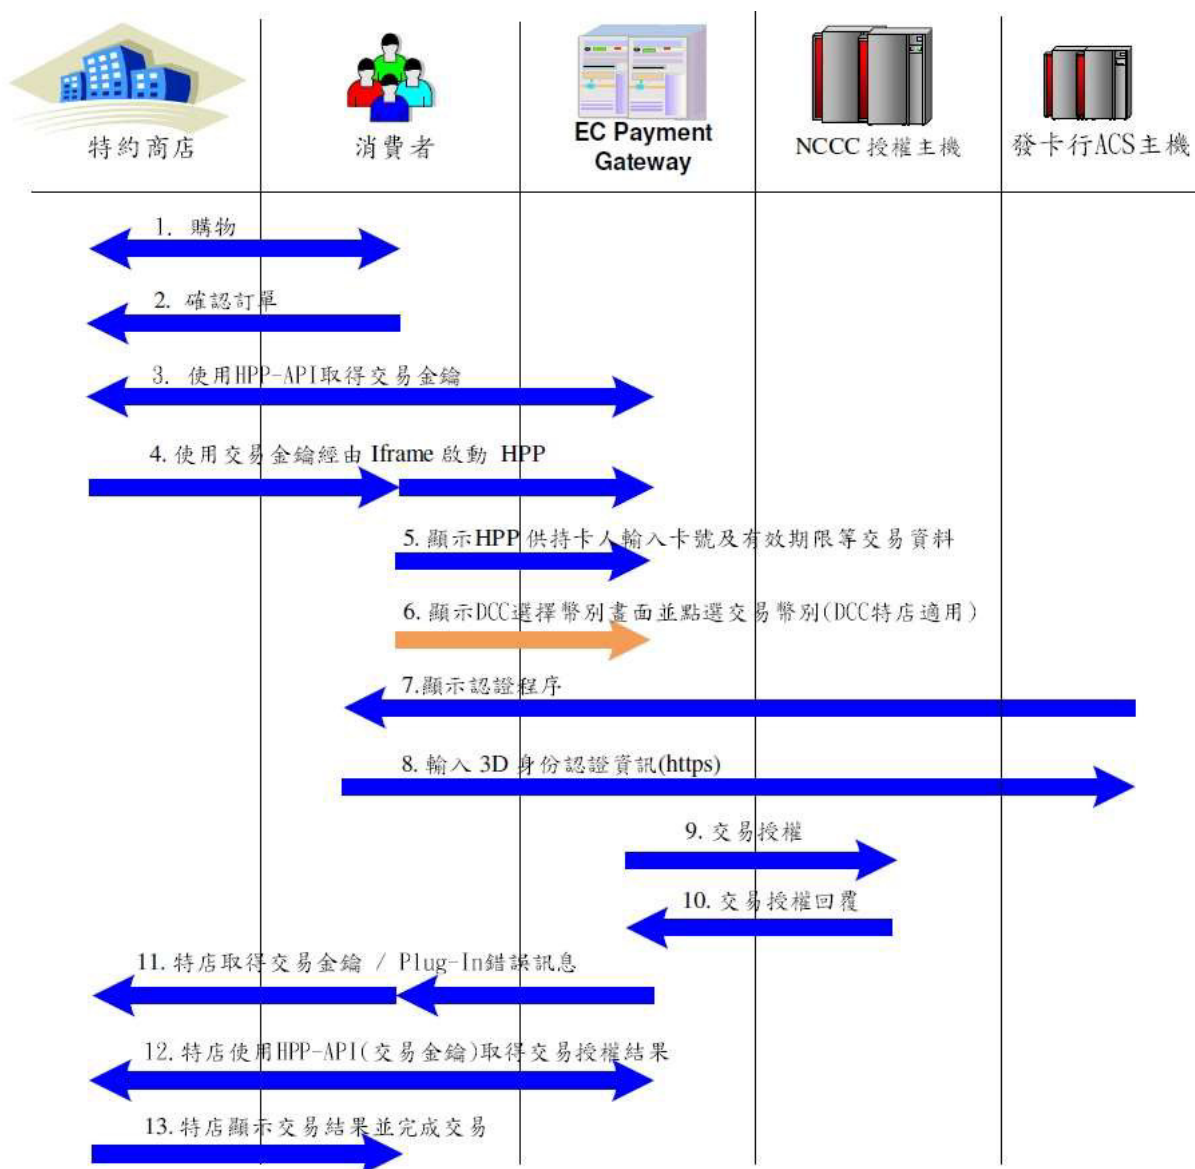 特約商店
消費者
EC Payment
Gateway
NCCC 授權主機
發卡行ACS主機
1. 購物
2. 確認訂單
3. 使用HPP-API取得交易金鑰
4. 使用交易金鑰經由 Iframe 啟動 HPP
5. 顯示HPP 供持卡人輸入卡號及有效期限等交易資料
6. 顯示DCC選擇幣別畫面並點選交易幣別(DCC特店適用)
7.顯示認證程序
8. 輸入 3D 身份認證資訊(https)
9. 交易授權
10. 交易授權回覆
11. 特店取得交易金鑰 / Plug-In錯誤訊息
12. 特店使用HPP-API(交易金鑰)取得交易授權結果
13. 特店顯示交易結果並完成交易